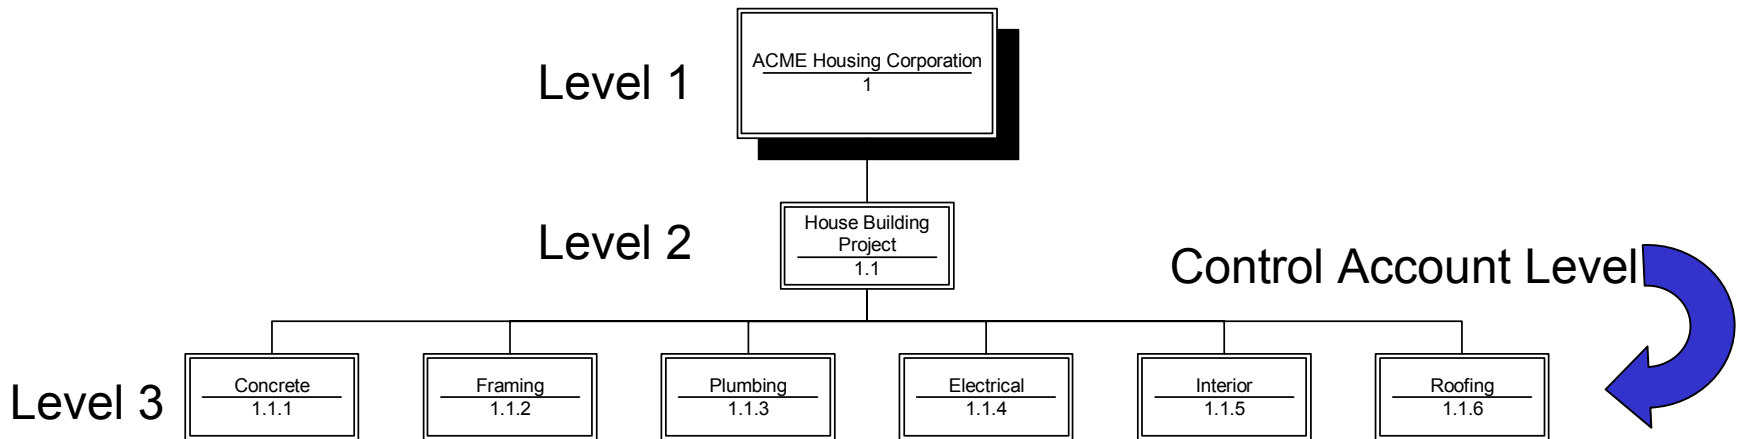 Level 1
ACME Housing Corporation
1
Level 2
House Building
Project
1.1
Control Account Level
Level 3
Concrete
1.1.1
Framing
1.1.2
Plumbing
1.1.3
Electrical
1.1.4
Interior
1.1.5
Roofing
1.1.6